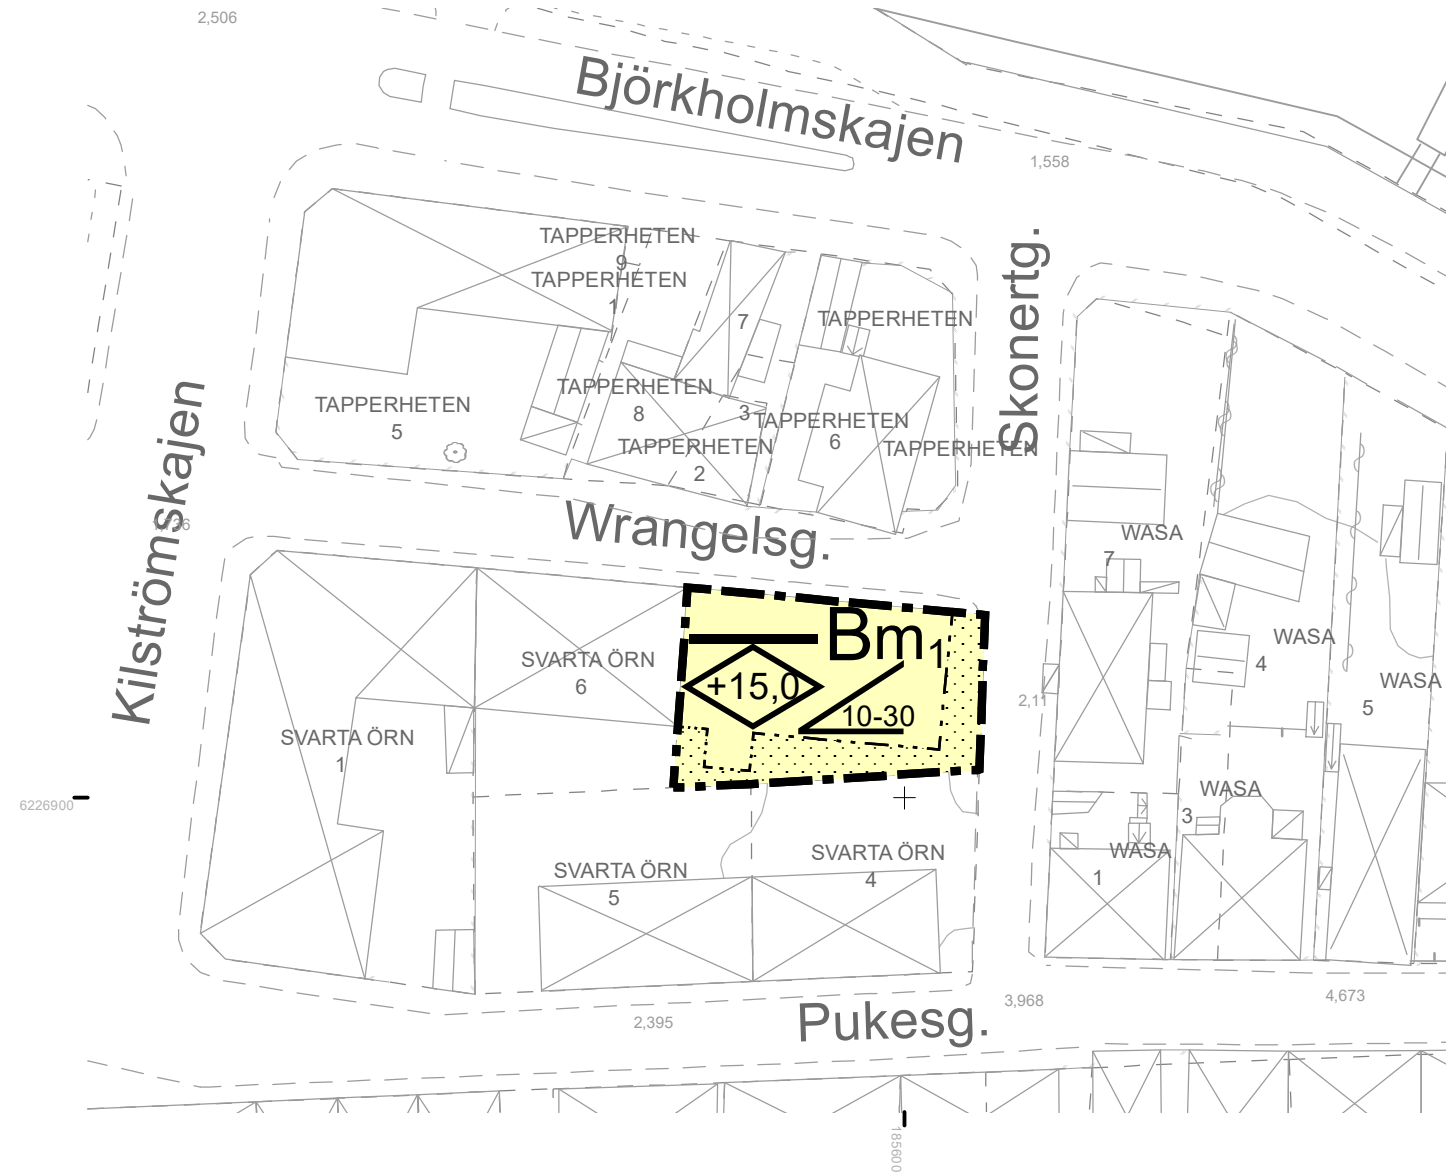 2,506
Björkholmskajen
1,558
TAPPERHETEN
9
TAPPERHETEN
1
7
TAPPERHETEN
Skonertg.
TAPPERHETEN
8
TAPPERHETEN
5
3
TAPPERHETEN
6
TAPPERHETEN
TAPPERHETEN
2
Kilströmskajen
1,736
Wrangelsg.
WASA
7
Bm1
WASA
4
SVARTA ÖRN
6
+15,0
10-30
2,11
WASA
5
SVARTA ÖRN
1
6226900
WASA
3
WASA
1
SVARTA ÖRN
4
SVARTA ÖRN
5
3,968
4,673
2,395
Pukesg.
185600